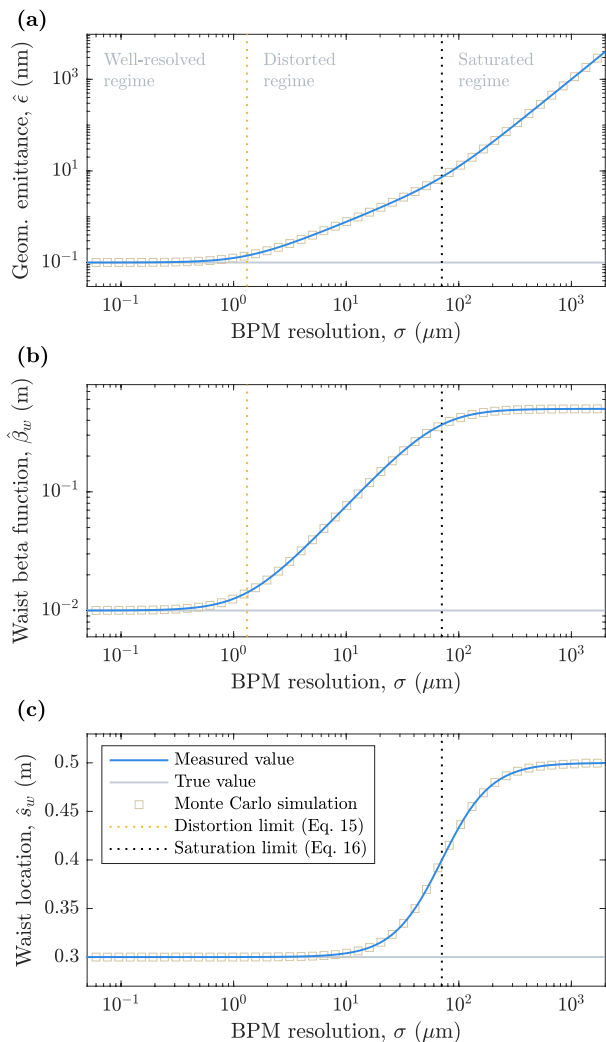 (a)
Well-resolved regime
Distorted regime
Saturated regime
10³
10¹
10⁻¹
Geom. emittance, ε̂ (nm)
10⁻¹ 10⁰ 10¹ 10² 10³
BPM resolution, σ (μm)
(b)
10⁻¹
10⁻²
Waist beta function, β̂_w (m)
10⁻¹ 10⁰ 10¹ 10² 10³
BPM resolution, σ (μm)
(c)
0.5
0.45
0.4
0.35
0.3
Waist location, ŝ_w (m)
Measured value
True value
Monte Carlo simulation
Distortion limit (Eq. 15)
Saturation limit (Eq. 16)
10⁻¹ 10⁰ 10¹ 10² 10³
BPM resolution, σ (μm)